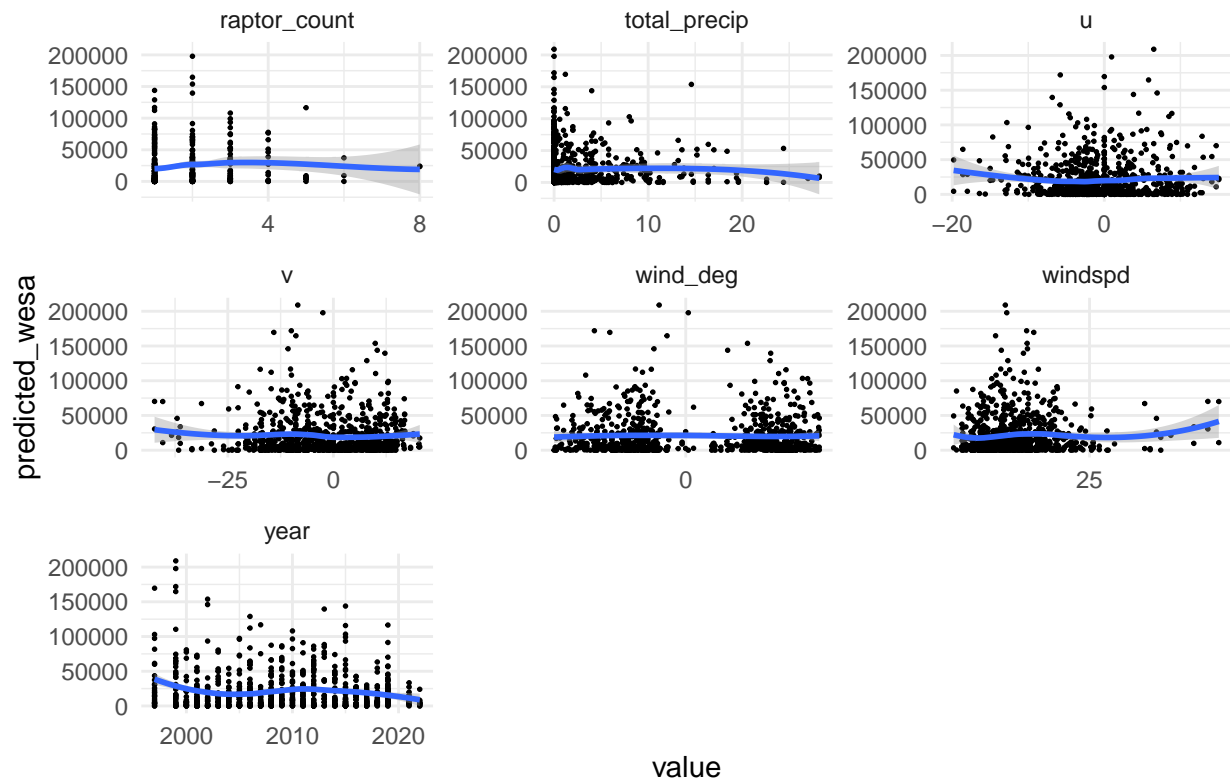 raptor_count total_precip u
200000 200000 200000
150000 150000 150000
100000 100000 100000
50000 50000 50000
0 0 0
4 8 0 10 20 −20 0
v wind_deg windspd
200000 200000 200000
150000 150000 150000
100000 100000 100000
50000 50000 50000
0 0 0
−25 0 0 25
predicted_wesa
year
200000
150000
100000
50000
0
2000 2010 2020
value